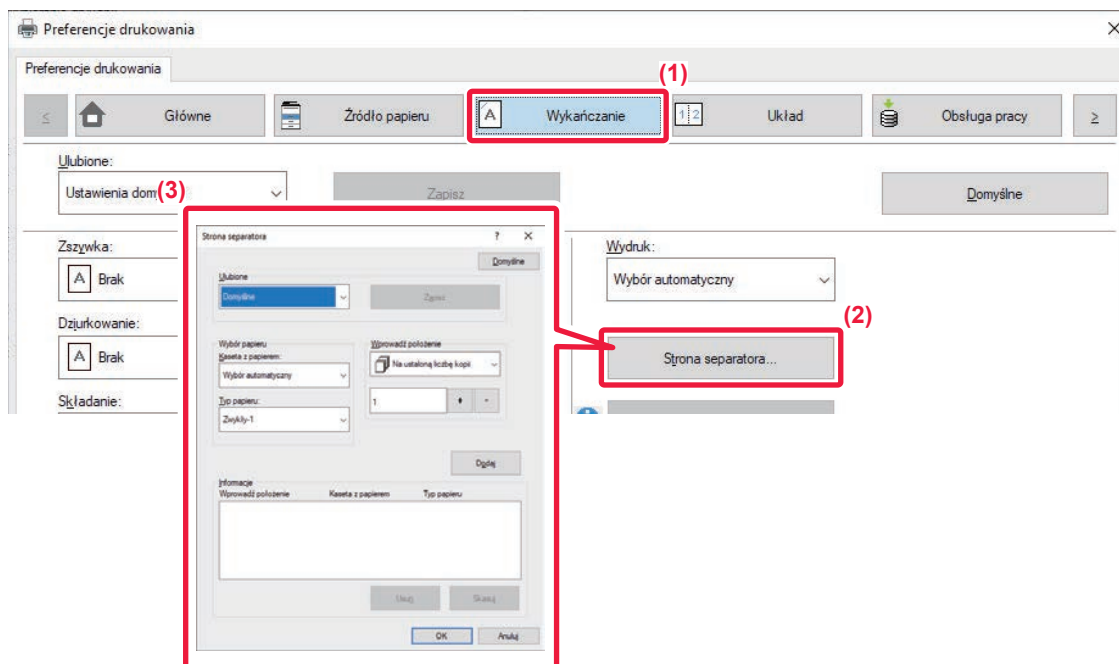 Preferencje drukowania
Preferencje drukowania
(1)
≤ Główne Źródło papieru A Wykańczanie 1 2 Układ Obsługa pracy ≥
Ulubione:
Ustawienia dom (3) Zapisz Domyślne
Strona separatora ? ×
Domyślne
Ulubione
Domyślne Zapisz
Wybór papieru Wprowadź położenie
Kaseta z papierem: Na ustaloną liczbę kopii
Wybór automatyczny
Typ papieru: 1 + -
Zwykły-1
Dodaj
Informacje
Wprowadź położenie Kaseta z papierem Typ papieru
Usuń Skasuj
OK Anuluj
Zszywka: Wydruk:
A Brak Wybór automatyczny
Dziurkowanie: (2)
A Brak Strona separatora...
Składanie: